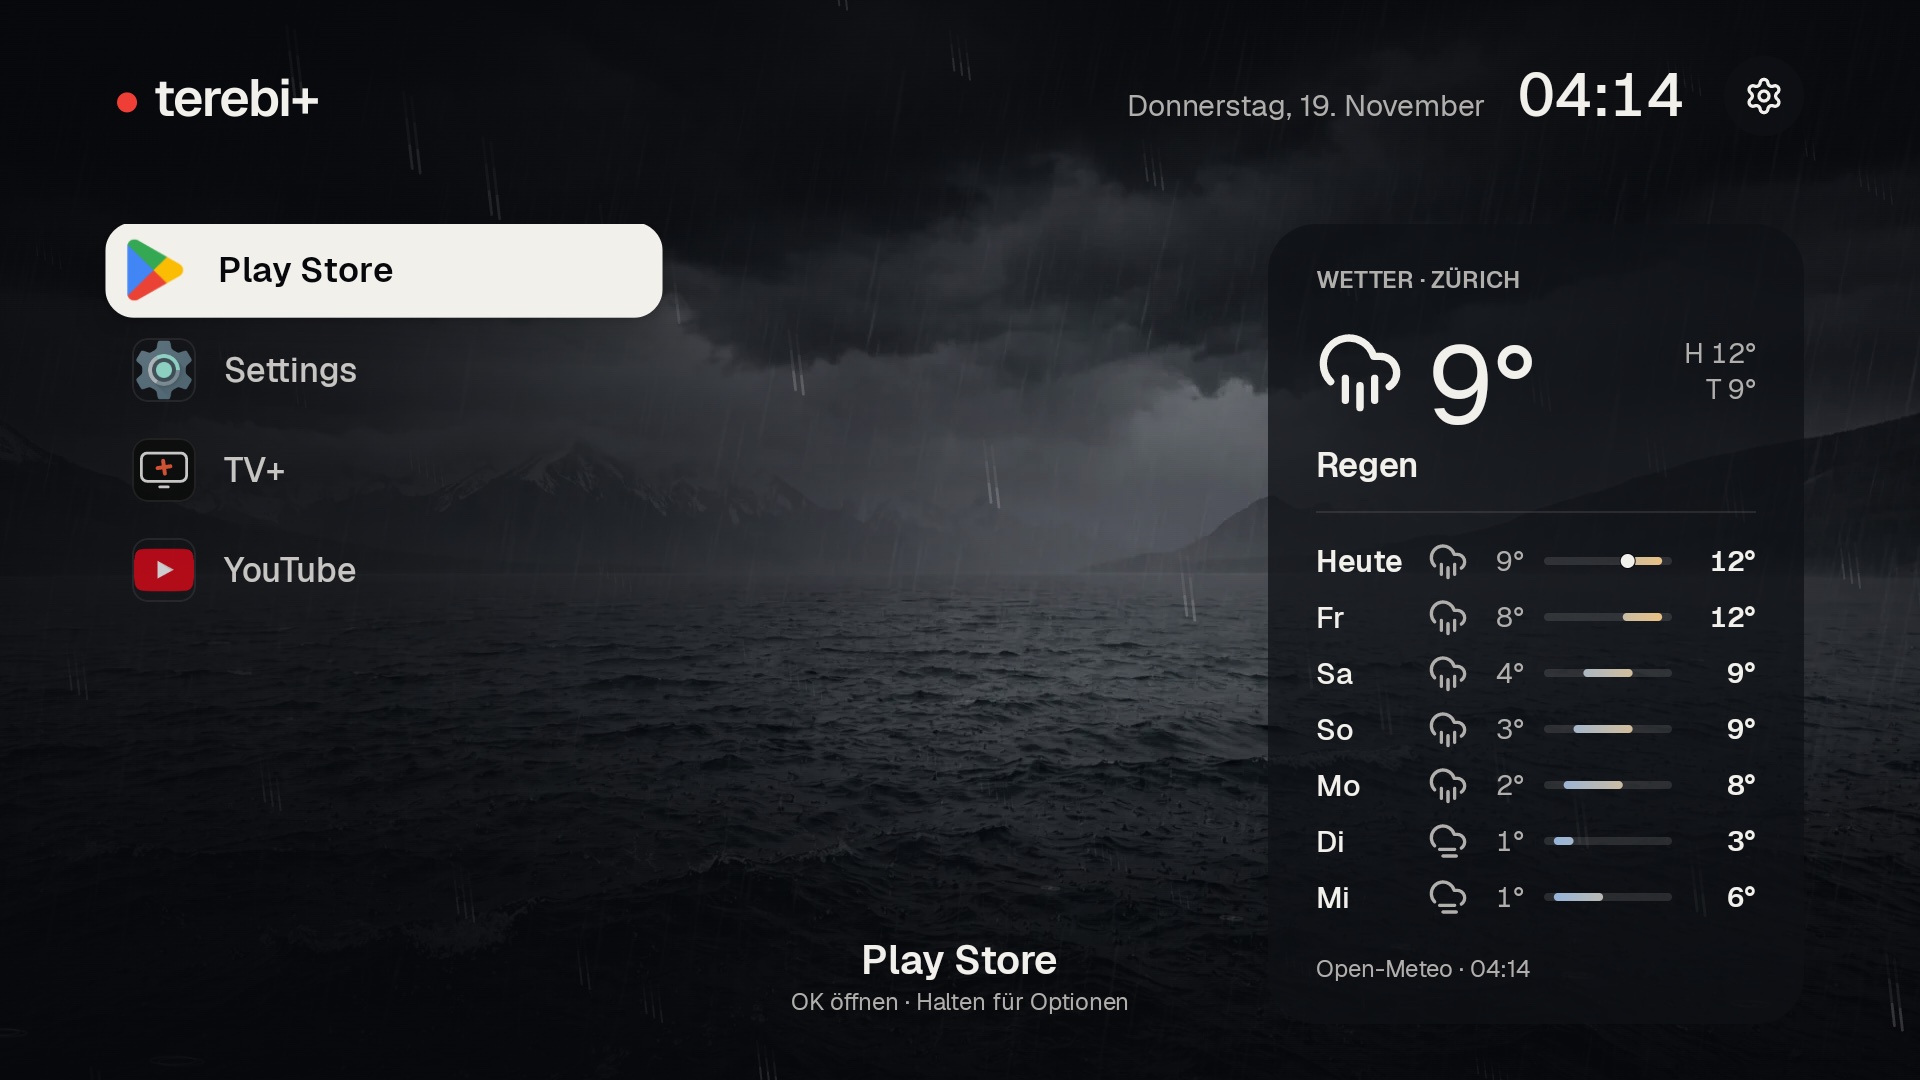 terebi+
Donnerstag, 19. November 04:14
Play Store
Settings
TV+
YouTube
WETTER · ZÜRICH
9°
H 12°
T 9°
Regen
Heute 9° 12°
Fr 8° 12°
Sa 4° 9°
So 3° 9°
Mo 2° 8°
Di 1° 3°
Mi 1° 6°
Open-Meteo · 04:14
Play Store
OK öffnen · Halten für Optionen